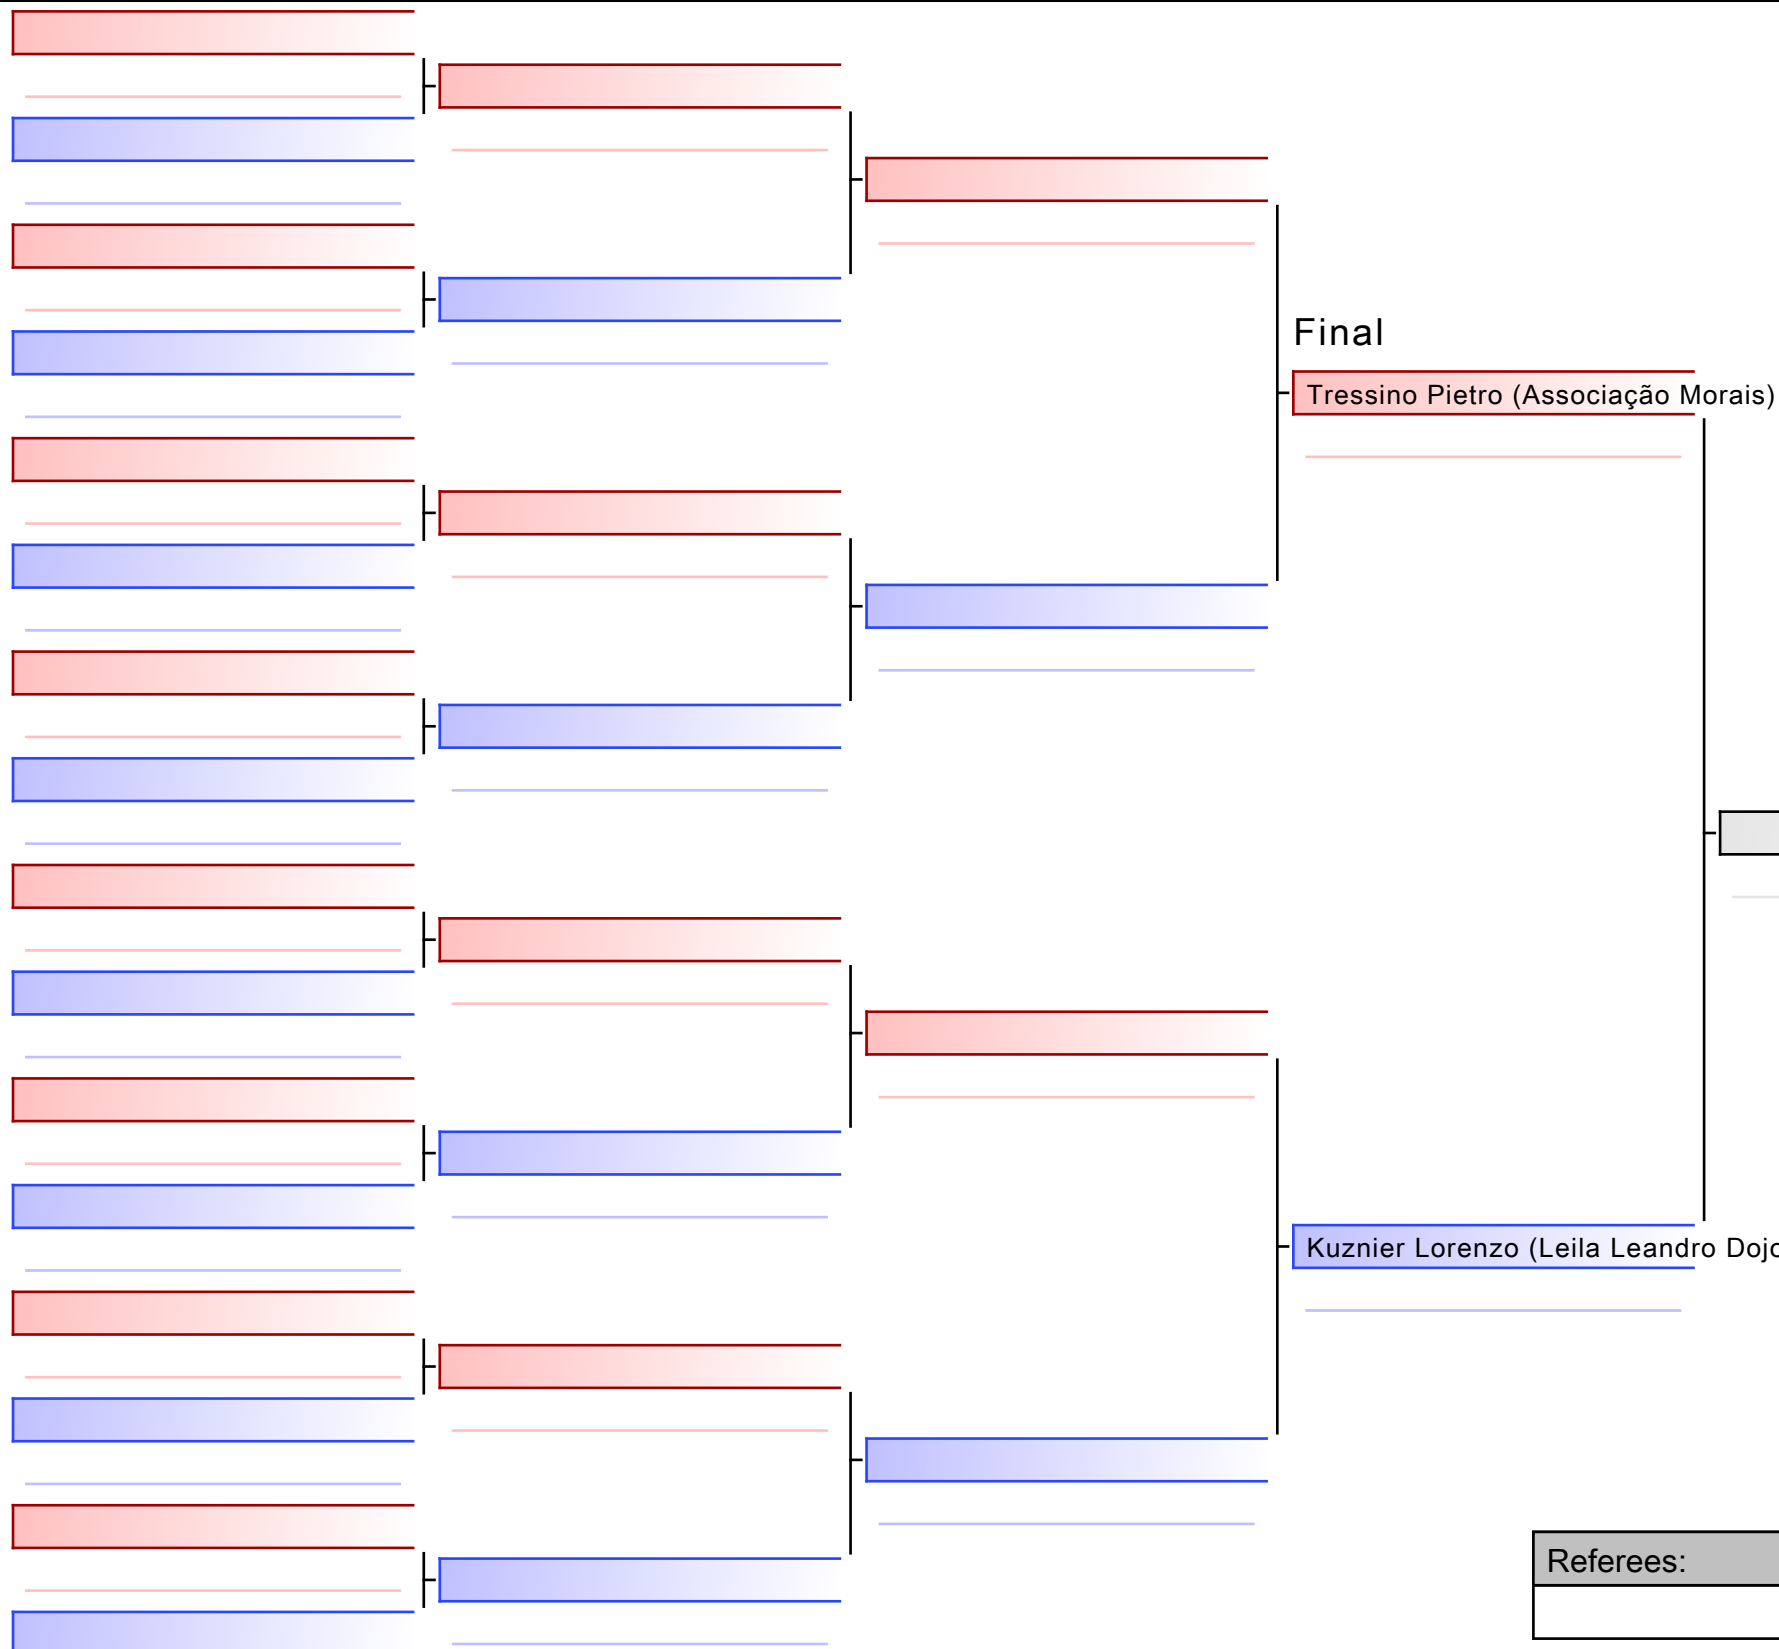 Final
Tressino Pietro (Associação Morais)
Kuznier Lorenzo (Leila Leandro Dojo
Referees: